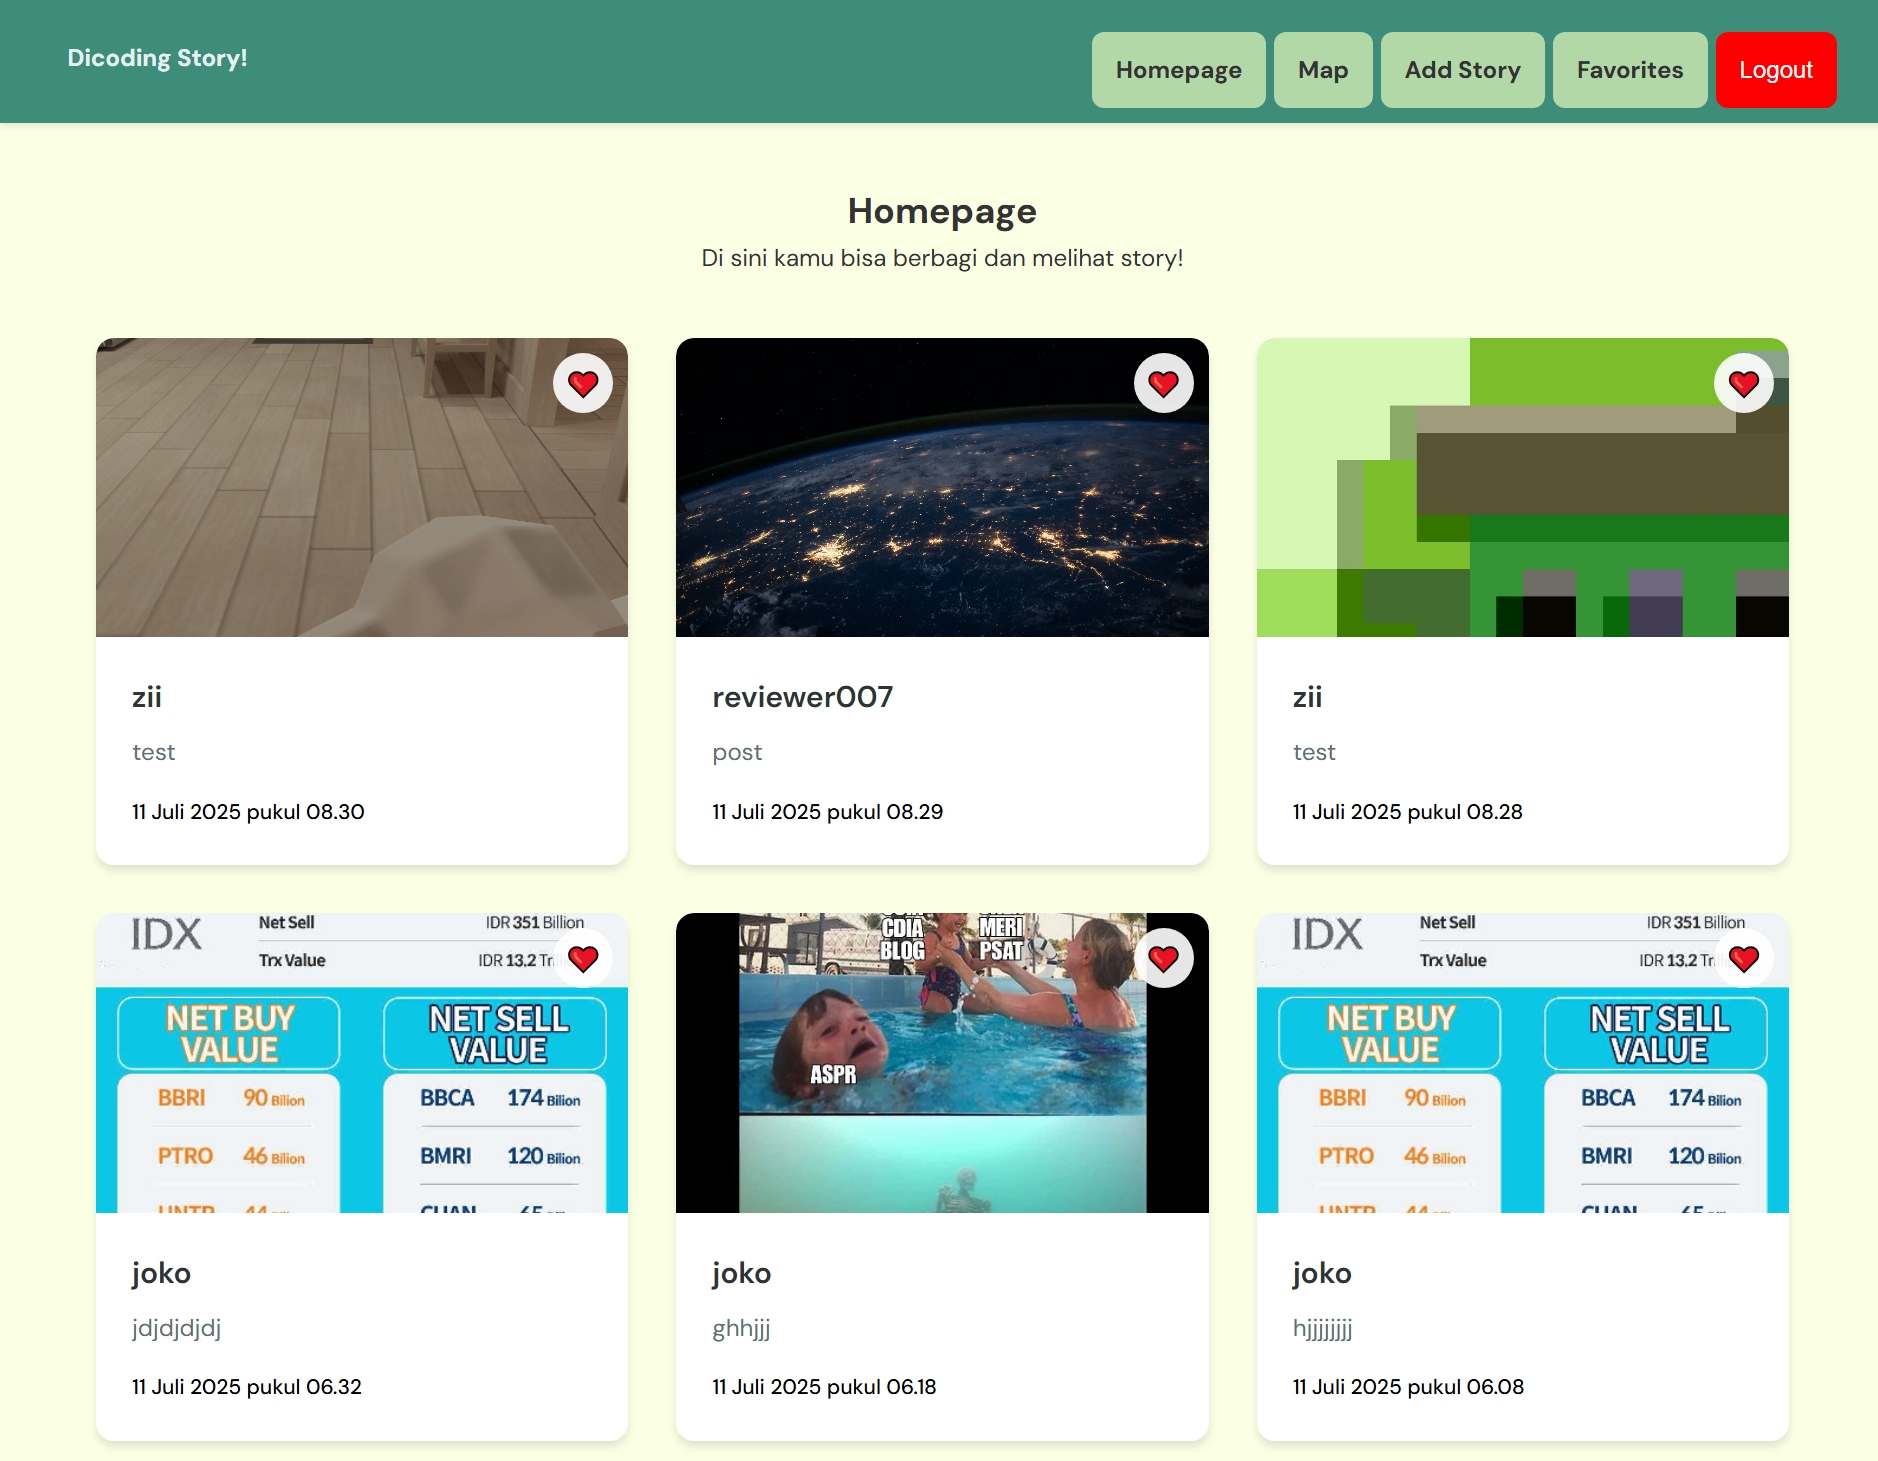 Dicoding Story!
Homepage
Map
Add Story
Favorites
Logout
Homepage
Di sini kamu bisa berbagi dan melihat story!
zii
test
11 Juli 2025 pukul 08.30
reviewer007
post
11 Juli 2025 pukul 08.29
zii
test
11 Juli 2025 pukul 08.28
IDX
Net Sell IDR 351 Billion
Trx Value IDR 13.2
NET BUY
VALUE
NET SELL
VALUE
BBRI 90 Bilion
BBCA 174 Bilion
PTRO 46 Bilion
BMRI 120 Bilion
joko
jdjdjdjdj
11 Juli 2025 pukul 06.32
CDIA
BLOG
MERI
PSAT
ASPR
joko
ghhjjj
11 Juli 2025 pukul 06.18
IDX
Net Sell IDR 351 Billion
Trx Value IDR 13.2
NET BUY
VALUE
NET SELL
VALUE
BBRI 90 Bilion
BBCA 174 Bilion
PTRO 46 Bilion
BMRI 120 Bilion
joko
hjjjjjjjj
11 Juli 2025 pukul 06.08